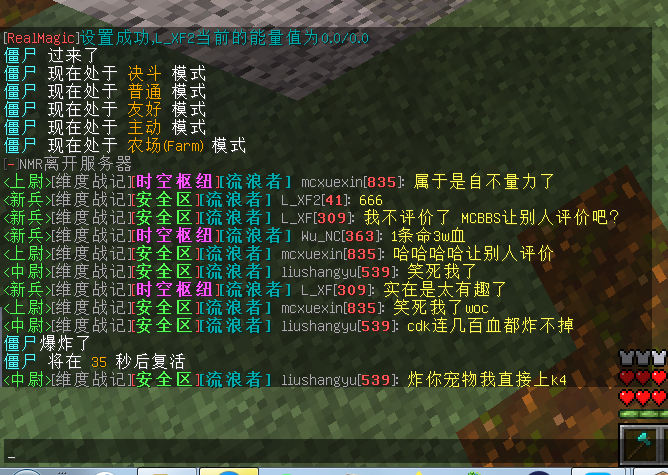 [RealMagic]设置成功,L_XF2当前的能量值为0.0/0.0
僵尸 过来了
僵尸 现在处于 决斗 模式
僵尸 现在处于 普通 模式
僵尸 现在处于 友好 模式
僵尸 现在处于 主动 模式
僵尸 现在处于 农场(Farm) 模式
[-]NMR离开服务器
<上尉>[维度战记][时空枢纽][流浪者] mcxuexin[835]: 属于是自不量力了
<新兵>[维度战记][安全区][流浪者] L_XF2[41]: 666
<新兵>[维度战记][安全区][流浪者] L_XF[309]: 我不评价了 MCBBS让别人评价吧?
<新兵>[维度战记][时空枢纽][流浪者] Wu_NC[363]: 1条命3w血
<上尉>[维度战记][安全区][流浪者] mcxuexin[835]: 哈哈哈哈让别人评价
<中尉>[维度战记][安全区][流浪者] liushangyu[539]: 笑死我了
<新兵>[维度战记][时空枢纽][流浪者] L_XF[309]: 实在是太有趣了
<上尉>[维度战记][安全区][流浪者] mcxuexin[835]: 笑死我了woc
<中尉>[维度战记][安全区][流浪者] liushangyu[539]: cdk连几百血都炸不掉
僵尸爆炸了
僵尸 将在 35 秒后复活
<中尉>[维度战记][安全区][流浪者] liushangyu[539]: 炸你宠物我直接上k4
_